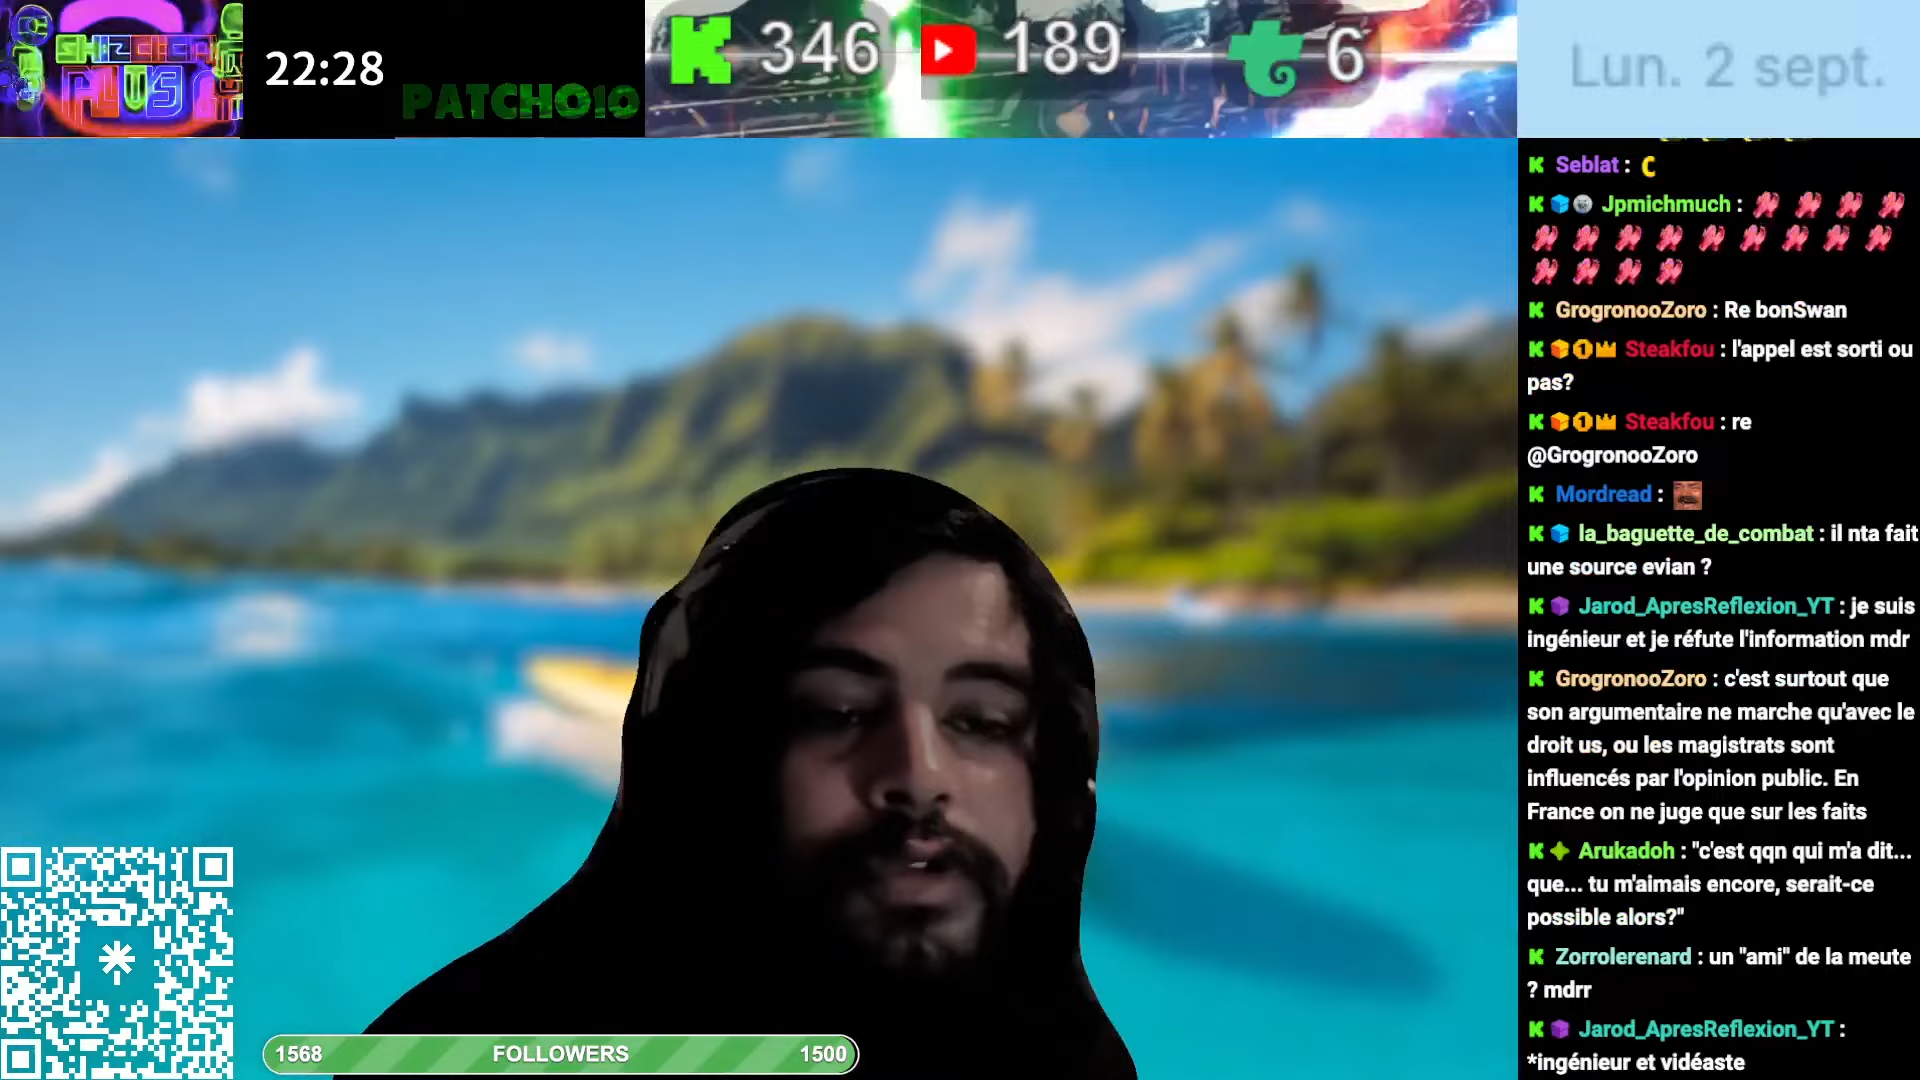 22:28
PATCHO10
346
189
6
Lun. 2 sept.
Seblat :
Jpmichmuch :
GrogronooZoro : Re bonSwan
Steakfou : l'appel est sorti ou
pas?
Steakfou : re
@GrogronooZoro
Mordread :
la_baguette_de_combat : il nta fait
une source evian ?
Jarod_ApresReflexion_YT : je suis
ingénieur et je réfute l'information mdr
GrogronooZoro : c'est surtout que
son argumentaire ne marche qu'avec le
droit us, ou les magistrats sont
influencés par l'opinion public. En
France on ne juge que sur les faits
Arukadoh : "c'est qqn qui m'a dit...
que... tu m'aimais encore, serait-ce
possible alors?"
Zorrolerenard : un "ami" de la meute
? mdrr
Jarod_ApresReflexion_YT :
*ingénieur et vidéaste
1568 FOLLOWERS 1500